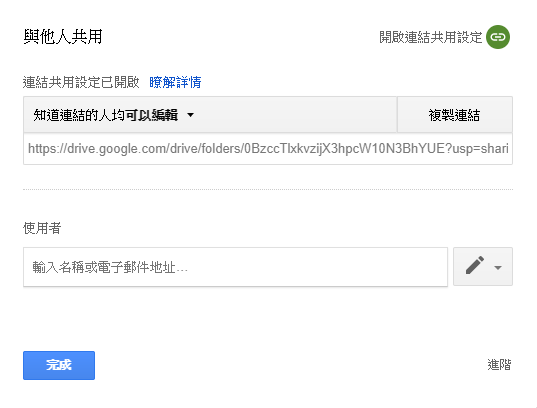 與他人共用
開啟連結共用設定
連結共用設定已開啟 瞭解詳情
知道連結的人均可以編輯
複製連結
https://drive.google.com/drive/folders/0BzccTlxkvzijX3hpcW10N3BhYUE?usp=shari
使用者
輸入名稱或電子郵件地址...
完成
進階